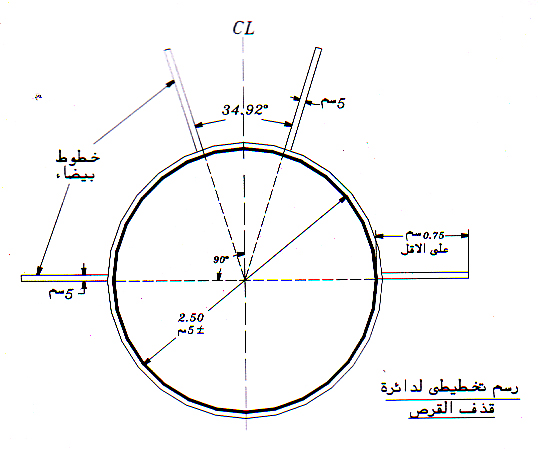 CL
34.92°
5سم
خطوط
بيضاء
0.75سم
على الاقل
90°
5سم
2.50
±5م
رسم تخطيطى لدائرة
قذف القرص